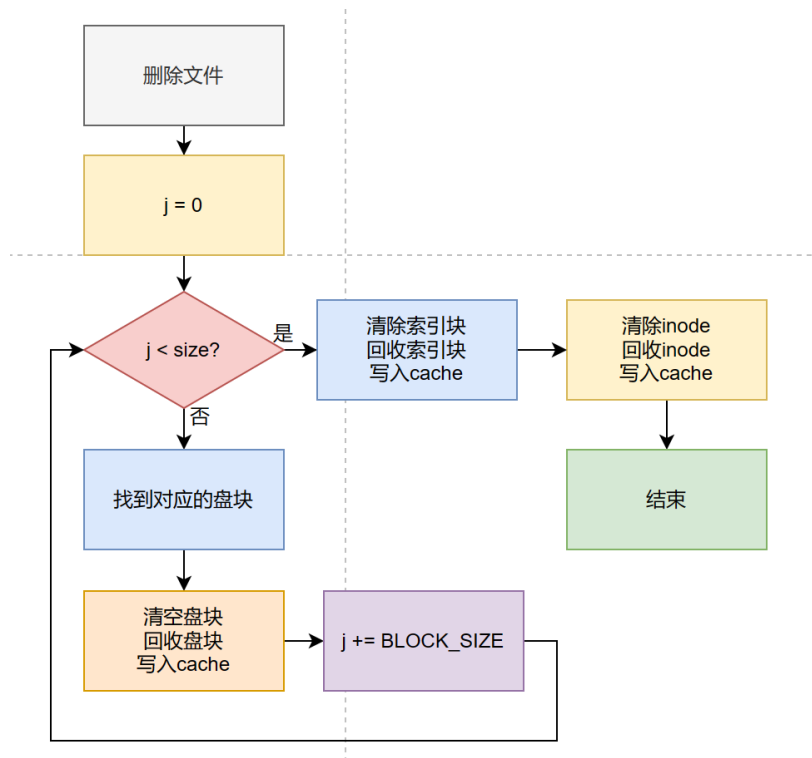 删除文件
j = 0
j < size?
是
否
清除索引块
回收索引块
写入cache
清除inode
回收inode
写入cache
找到对应的盘块
结束
清空盘块
回收盘块
写入cache
j += BLOCK_SIZE